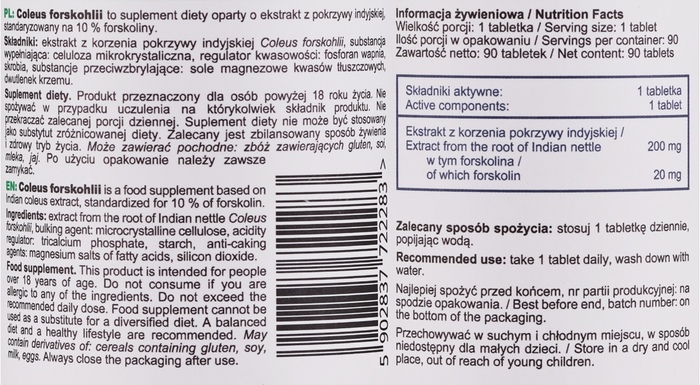 PL: Coleus forskohlii to suplement diety oparty o ekstrakt z pokrzywy indyjskiej,
standaryzowany na 10 % forskoliny.
Składniki: ekstrakt z korzenia pokrzywy indyjskiej Coleus forskohlii, substancja
wypełniająca: celuloza mikrokrystaliczna, regulator kwasowości: fosforan wapnia,
skrobia, substancje przeciwzbrylające: sole magnezowe kwasów tłuszczowych,
dwutlenek krzemu.
Suplement diety. Produkt przeznaczony dla osób powyżej 18 roku życia. Nie
spożywać w przypadku uczulenia na którykolwiek składnik produktu. Nie
przekraczać zalecanej porcji dziennej. Suplement diety nie może być stosowany
jako substytut zróżnicowanej diety. Zalecany jest zbilansowany sposób żywienia
i zdrowy tryb życia. Może zawierać pochodne: zbóż zawierających gluten, soi,
mleka, jaj. Po użyciu opakowanie należy zawsze
zamykać.
EN: Coleus forskohlii is a food supplement based on
Indian coleus extract, standardized for 10 % of forskolin.
Ingredients: extract from the root of Indian nettle Coleus
forskohlii, bulking agent: microcrystalline cellulose, acidity
regulator: tricalcium phosphate, starch, anti-caking
agents: magnesium salts of fatty acids, silicon dioxide.
Food supplement. This product is intended for people
over 18 years of age. Do not consume if you are
allergic to any of the ingredients. Do not exceed the
recommended daily dose. Food supplement cannot be
used as a substitute for a diversified diet. A balanced
diet and a healthy lifestyle are recommended. May
contain derivatives of: cereals containing gluten, soy,
milk, eggs. Always close the packaging after use.
5 902837 722283 >
Informacja żywieniowa / Nutrition Facts
Wielkość porcji: 1 tabletka / Serving size: 1 tablet
Ilość porcji w opakowaniu / Servings per container: 90
Zawartość netto: 90 tabletek / Net content: 90 tablets
Składniki aktywne: 1 tabletka
Active components: 1 tablet
Ekstrakt z korzenia pokrzywy indyjskiej /
Extract from the root of Indian nettle 200 mg
w tym forskolina /
of which forskolin 20 mg
Zalecany sposób spożycia: stosuj 1 tabletkę dziennie,
popijając wodą.
Recommended use: take 1 tablet daily, wash down with
water.
Najlepiej spożyć przed końcem, nr partii produkcyjnej: na
spodzie opakowania. / Best before end, batch number: on
the bottom of the packaging.
Przechowywać w suchym i chłodnym miejscu, w sposób
niedostępny dla małych dzieci. / Store in a dry and cool
place, out of reach of young children.